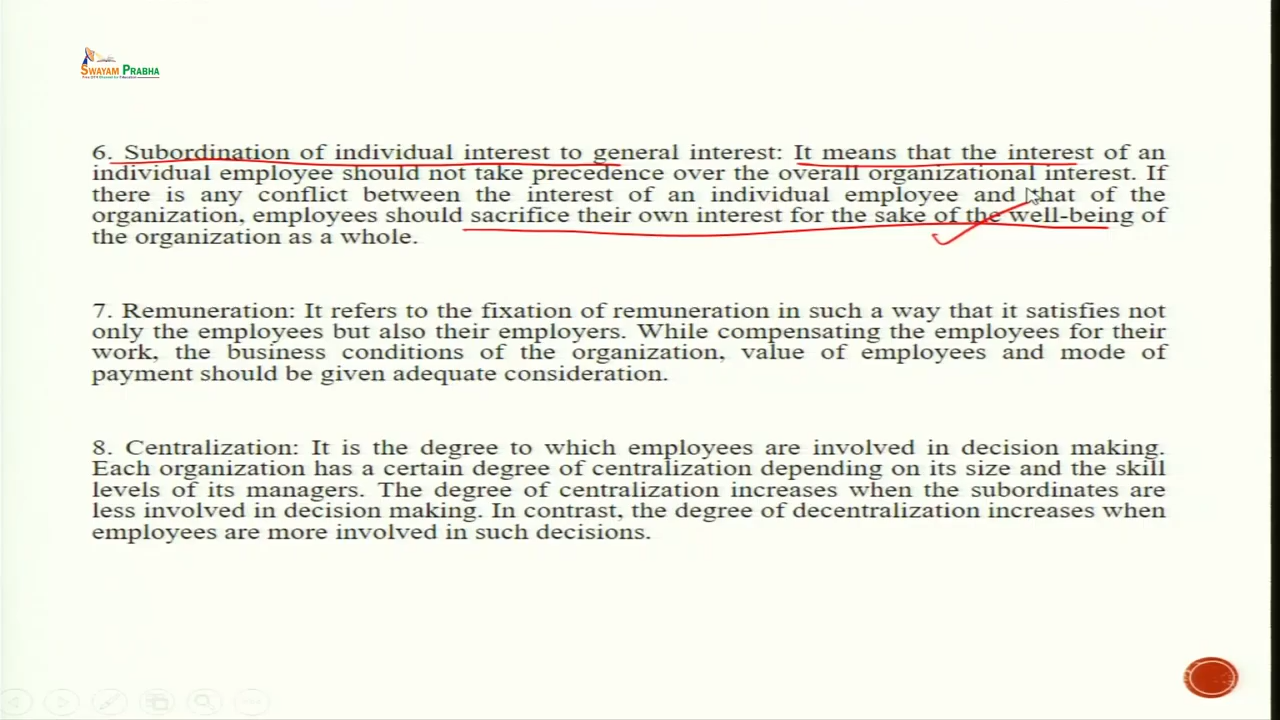 SWAYAM PRABHA
6. Subordination of individual interest to general interest: It means that the interest of an
individual employee should not take precedence over the overall organizational interest. If
there is any conflict between the interest of an individual employee and that of the
organization, employees should sacrifice their own interest for the sake of the well-being of
the organization as a whole.
7. Remuneration: It refers to the fixation of remuneration in such a way that it satisfies not
only the employees but also their employers. While compensating the employees for their
work, the business conditions of the organization, value of employees and mode of
payment should be given adequate consideration.
8. Centralization: It is the degree to which employees are involved in decision making.
Each organization has a certain degree of centralization depending on its size and the skill
levels of its managers. The degree of centralization increases when the subordinates are
less involved in decision making. In contrast, the degree of decentralization increases when
employees are more involved in such decisions.